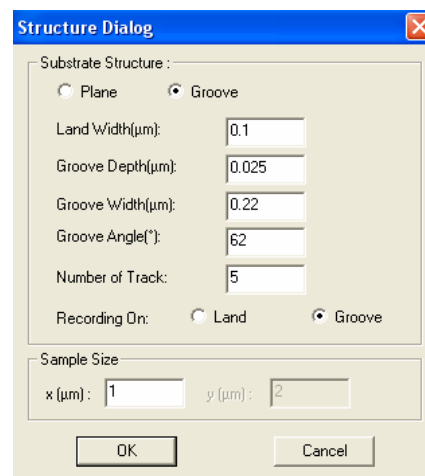 Structure Dialog
Substrate Structure :
Plane Groove
Land Width(µm): 0.1
Groove Depth(µm): 0.025
Groove Width(µm): 0.22
Groove Angle(°): 62
Number of Track: 5
Recording On: Land Groove
Sample Size
x (µm) : 1 y (µm) : 2
OK Cancel